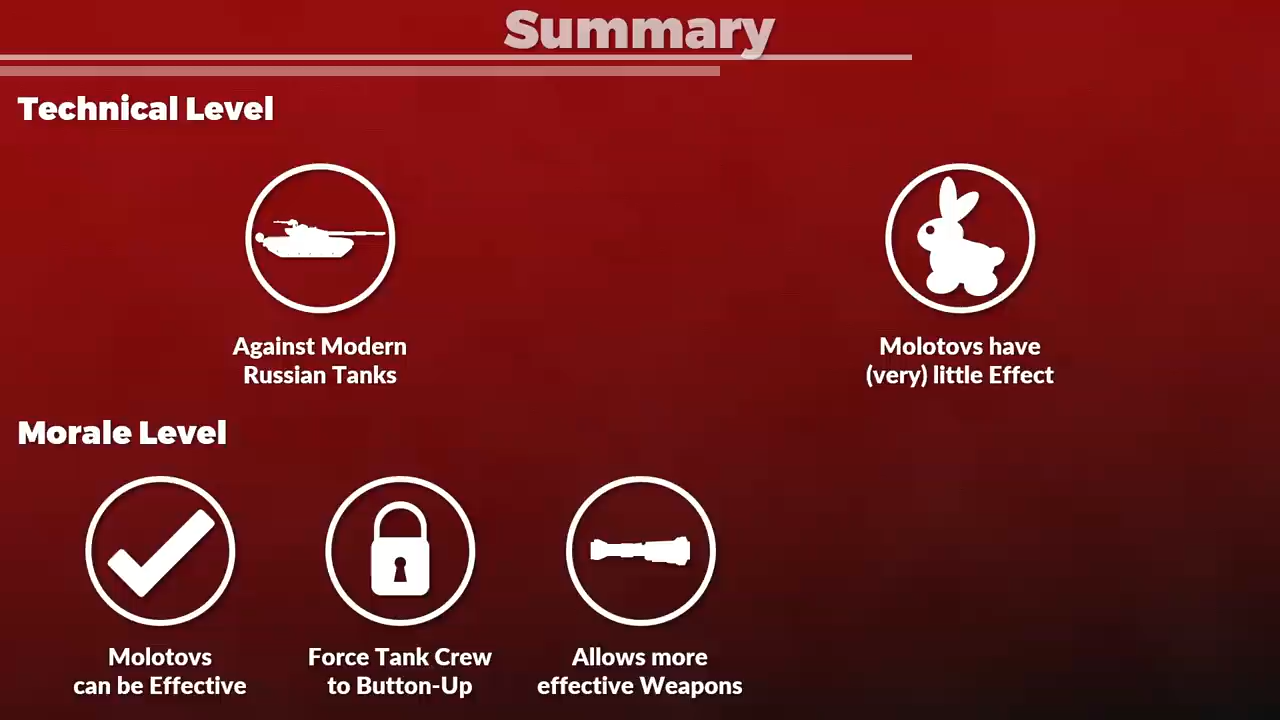 Summary
Technical Level
Against Modern
Russian Tanks
Molotovs have
(very) little Effect
Morale Level
Molotovs
can be Effective
Force Tank Crew
to Button-Up
Allows more
effective Weapons